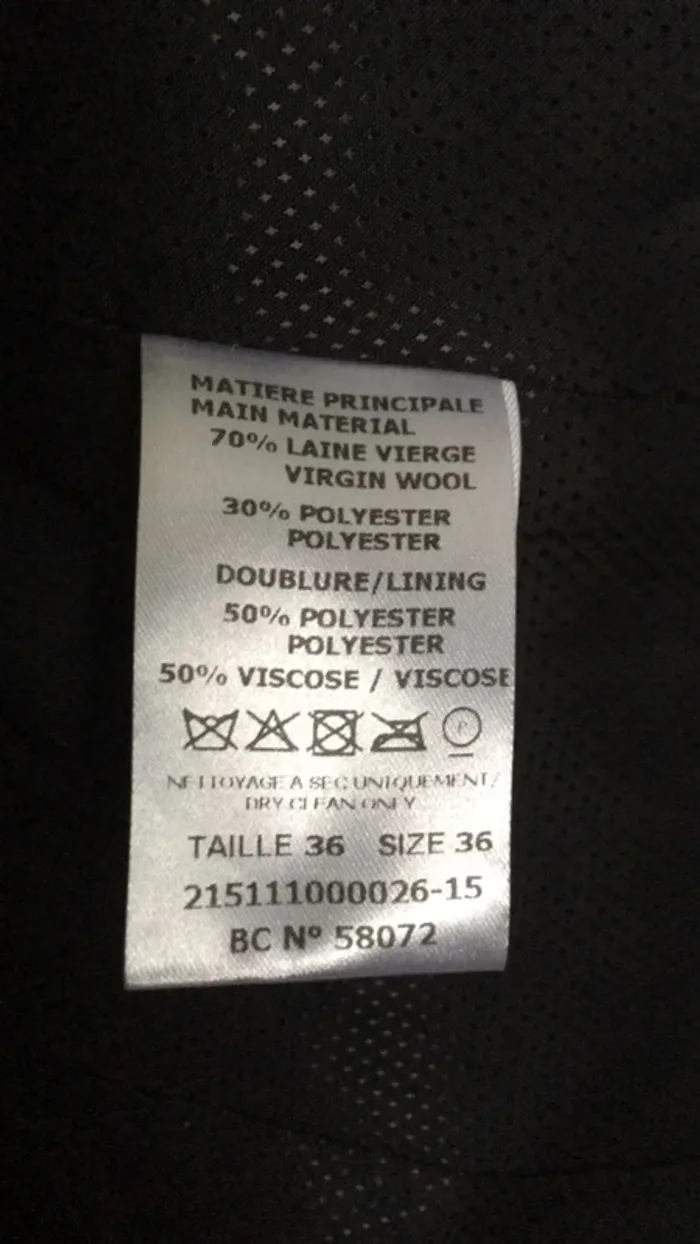 MATIERE PRINCIPALE
MAIN MATERIAL
70% LAINE VIERGE
VIRGIN WOOL
30% POLYESTER
POLYESTER
DOUBLURE/LINING
50% POLYESTER
POLYESTER
50% VISCOSE / VISCOSE
P
NETTOYAGE A SEC UNIQUEMENT/
DRY CLEAN ONLY
TAILLE 36 SIZE 36
215111000026-15
BC Nº 58072